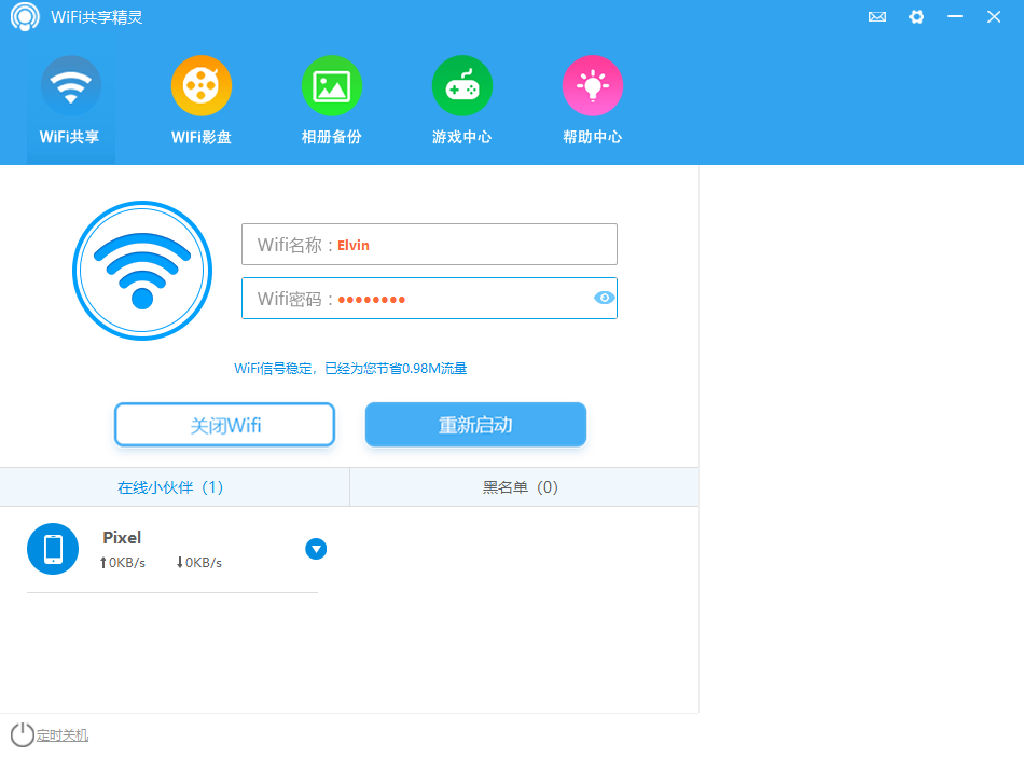 WiFi共享精灵
WiFi共享
WIFi影盘
相册备份
游戏中心
帮助中心
Wifi名称：Elvin
Wifi密码：●●●●●●●●
WiFi信号稳定，已经为您节省0.98M流量
关闭Wifi
重新启动
在线小伙伴（1）
黑名单（0）
Pixel
⬆0KB/s ⬇0KB/s
定时关机